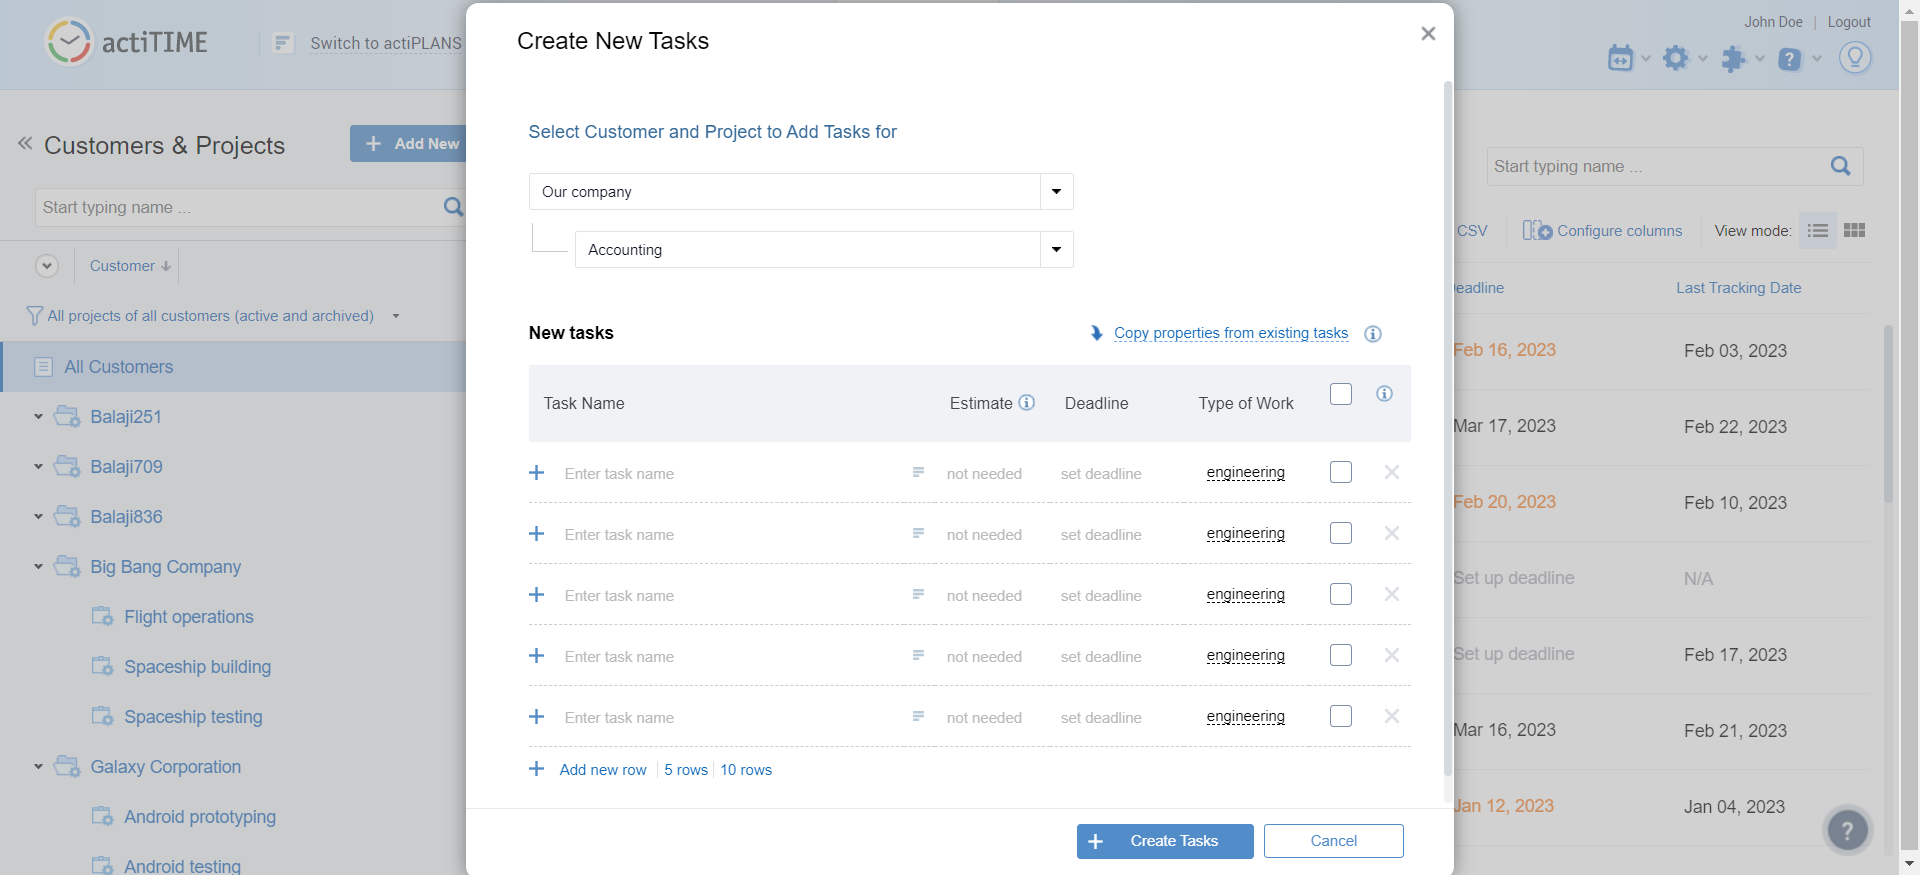 actiTIME
Switch to actiPLANS
John Doe | Logout
Customers & Projects
Add New
Start typing name ...
Customer
All projects of all customers (active and archived)
All Customers
Balaji251
Balaji709
Balaji836
Big Bang Company
Flight operations
Spaceship building
Spaceship testing
Galaxy Corporation
Android prototyping
Android testing
Create New Tasks
Select Customer and Project to Add Tasks for
Our company
Accounting
New tasks
Copy properties from existing tasks
Task Name Estimate Deadline Type of Work
Enter task name not needed set deadline engineering
Enter task name not needed set deadline engineering
Enter task name not needed set deadline engineering
Enter task name not needed set deadline engineering
Enter task name not needed set deadline engineering
Add new row 5 rows 10 rows
Create Tasks Cancel
Start typing name ...
CSV Configure columns View mode:
eadline Last Tracking Date
Feb 16, 2023 Feb 03, 2023
Mar 17, 2023 Feb 22, 2023
Feb 20, 2023 Feb 10, 2023
Set up deadline N/A
Set up deadline Feb 17, 2023
Mar 16, 2023 Feb 21, 2023
Jan 12, 2023 Jan 04, 2023
?